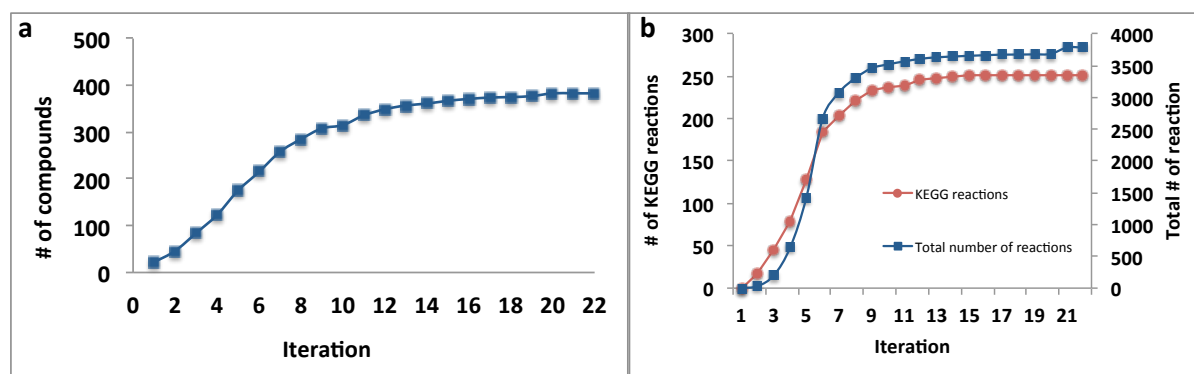 a
500
400
300
200
100
0
# of compounds
0 2 4 6 8 10 12 14 16 18 20 22
Iteration
b
300
250
200
150
100
50
0
# of KEGG reactions
4000
3500
3000
2500
2000
1500
1000
500
0
Total # of reaction
KEGG reactions
Total number of reactions
1 3 5 7 9 11 13 15 17 19 21
Iteration